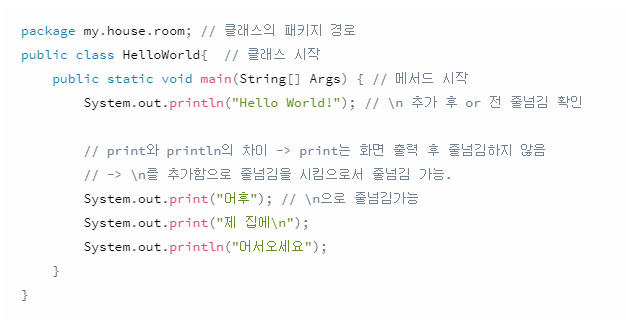 package my.house.room; // 클래스의 패키지 경로
public class HelloWorld{  // 클래스 시작
    public static void main(String[] Args) { // 메서드 시작
        System.out.println("Hello World!"); // \n 추가 후 or 전 줄넘김 확인

        // print와 println의 차이 -> print는 화면 출력 후 줄넘김하지 않음
        // -> \n를 추가함으로 줄넘김을 시킴으로서 줄넘김 가능.
        System.out.print("어후"); // \n으로 줄넘김가능
        System.out.print("제 집에\n");
        System.out.println("어서오세요");
    }
}